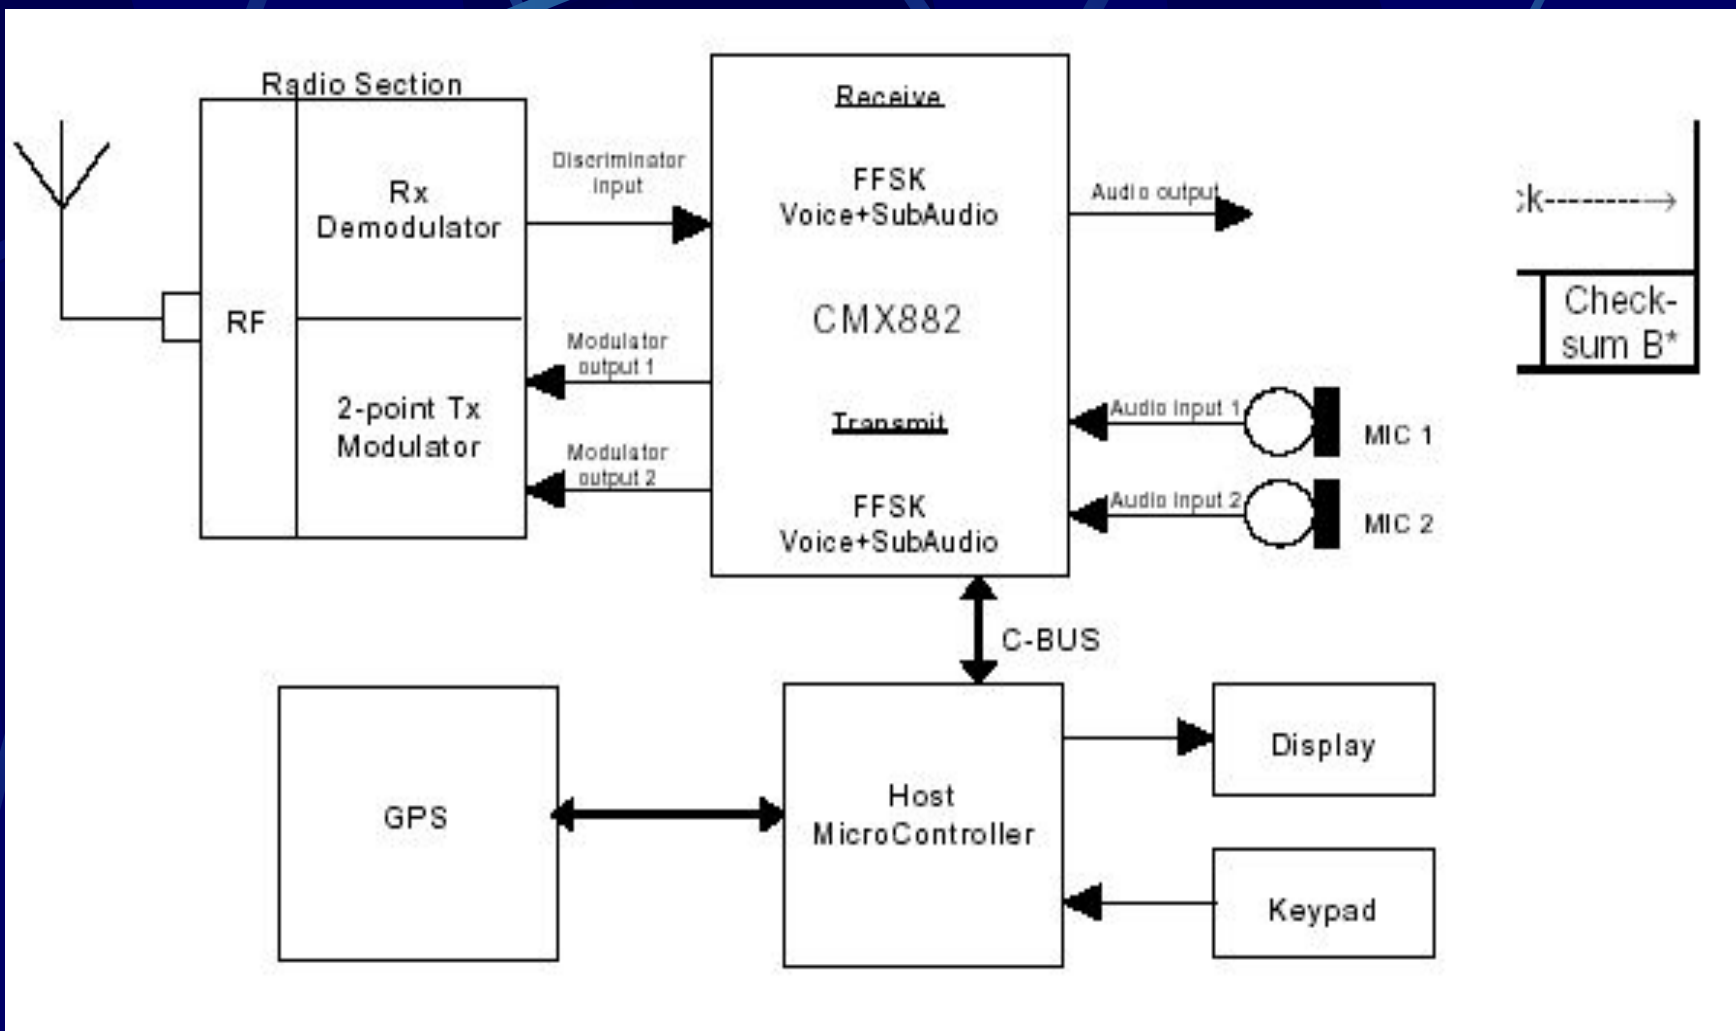 Radio Section
RF
Rx
Demodulator
2-point Tx
Modulator
Discriminator
Input
Modulator
output 1
Modulator
output 2
Receive
FFSK
Voice+SubAudio
CMX882
Transmit
FFSK
Voice+SubAudio
Audio output
Audio Input 1
MIC 1
Audio Input 2
MIC 2
Check-
sum B*
C-BUS
GPS
Host
MicroController
Display
Keypad